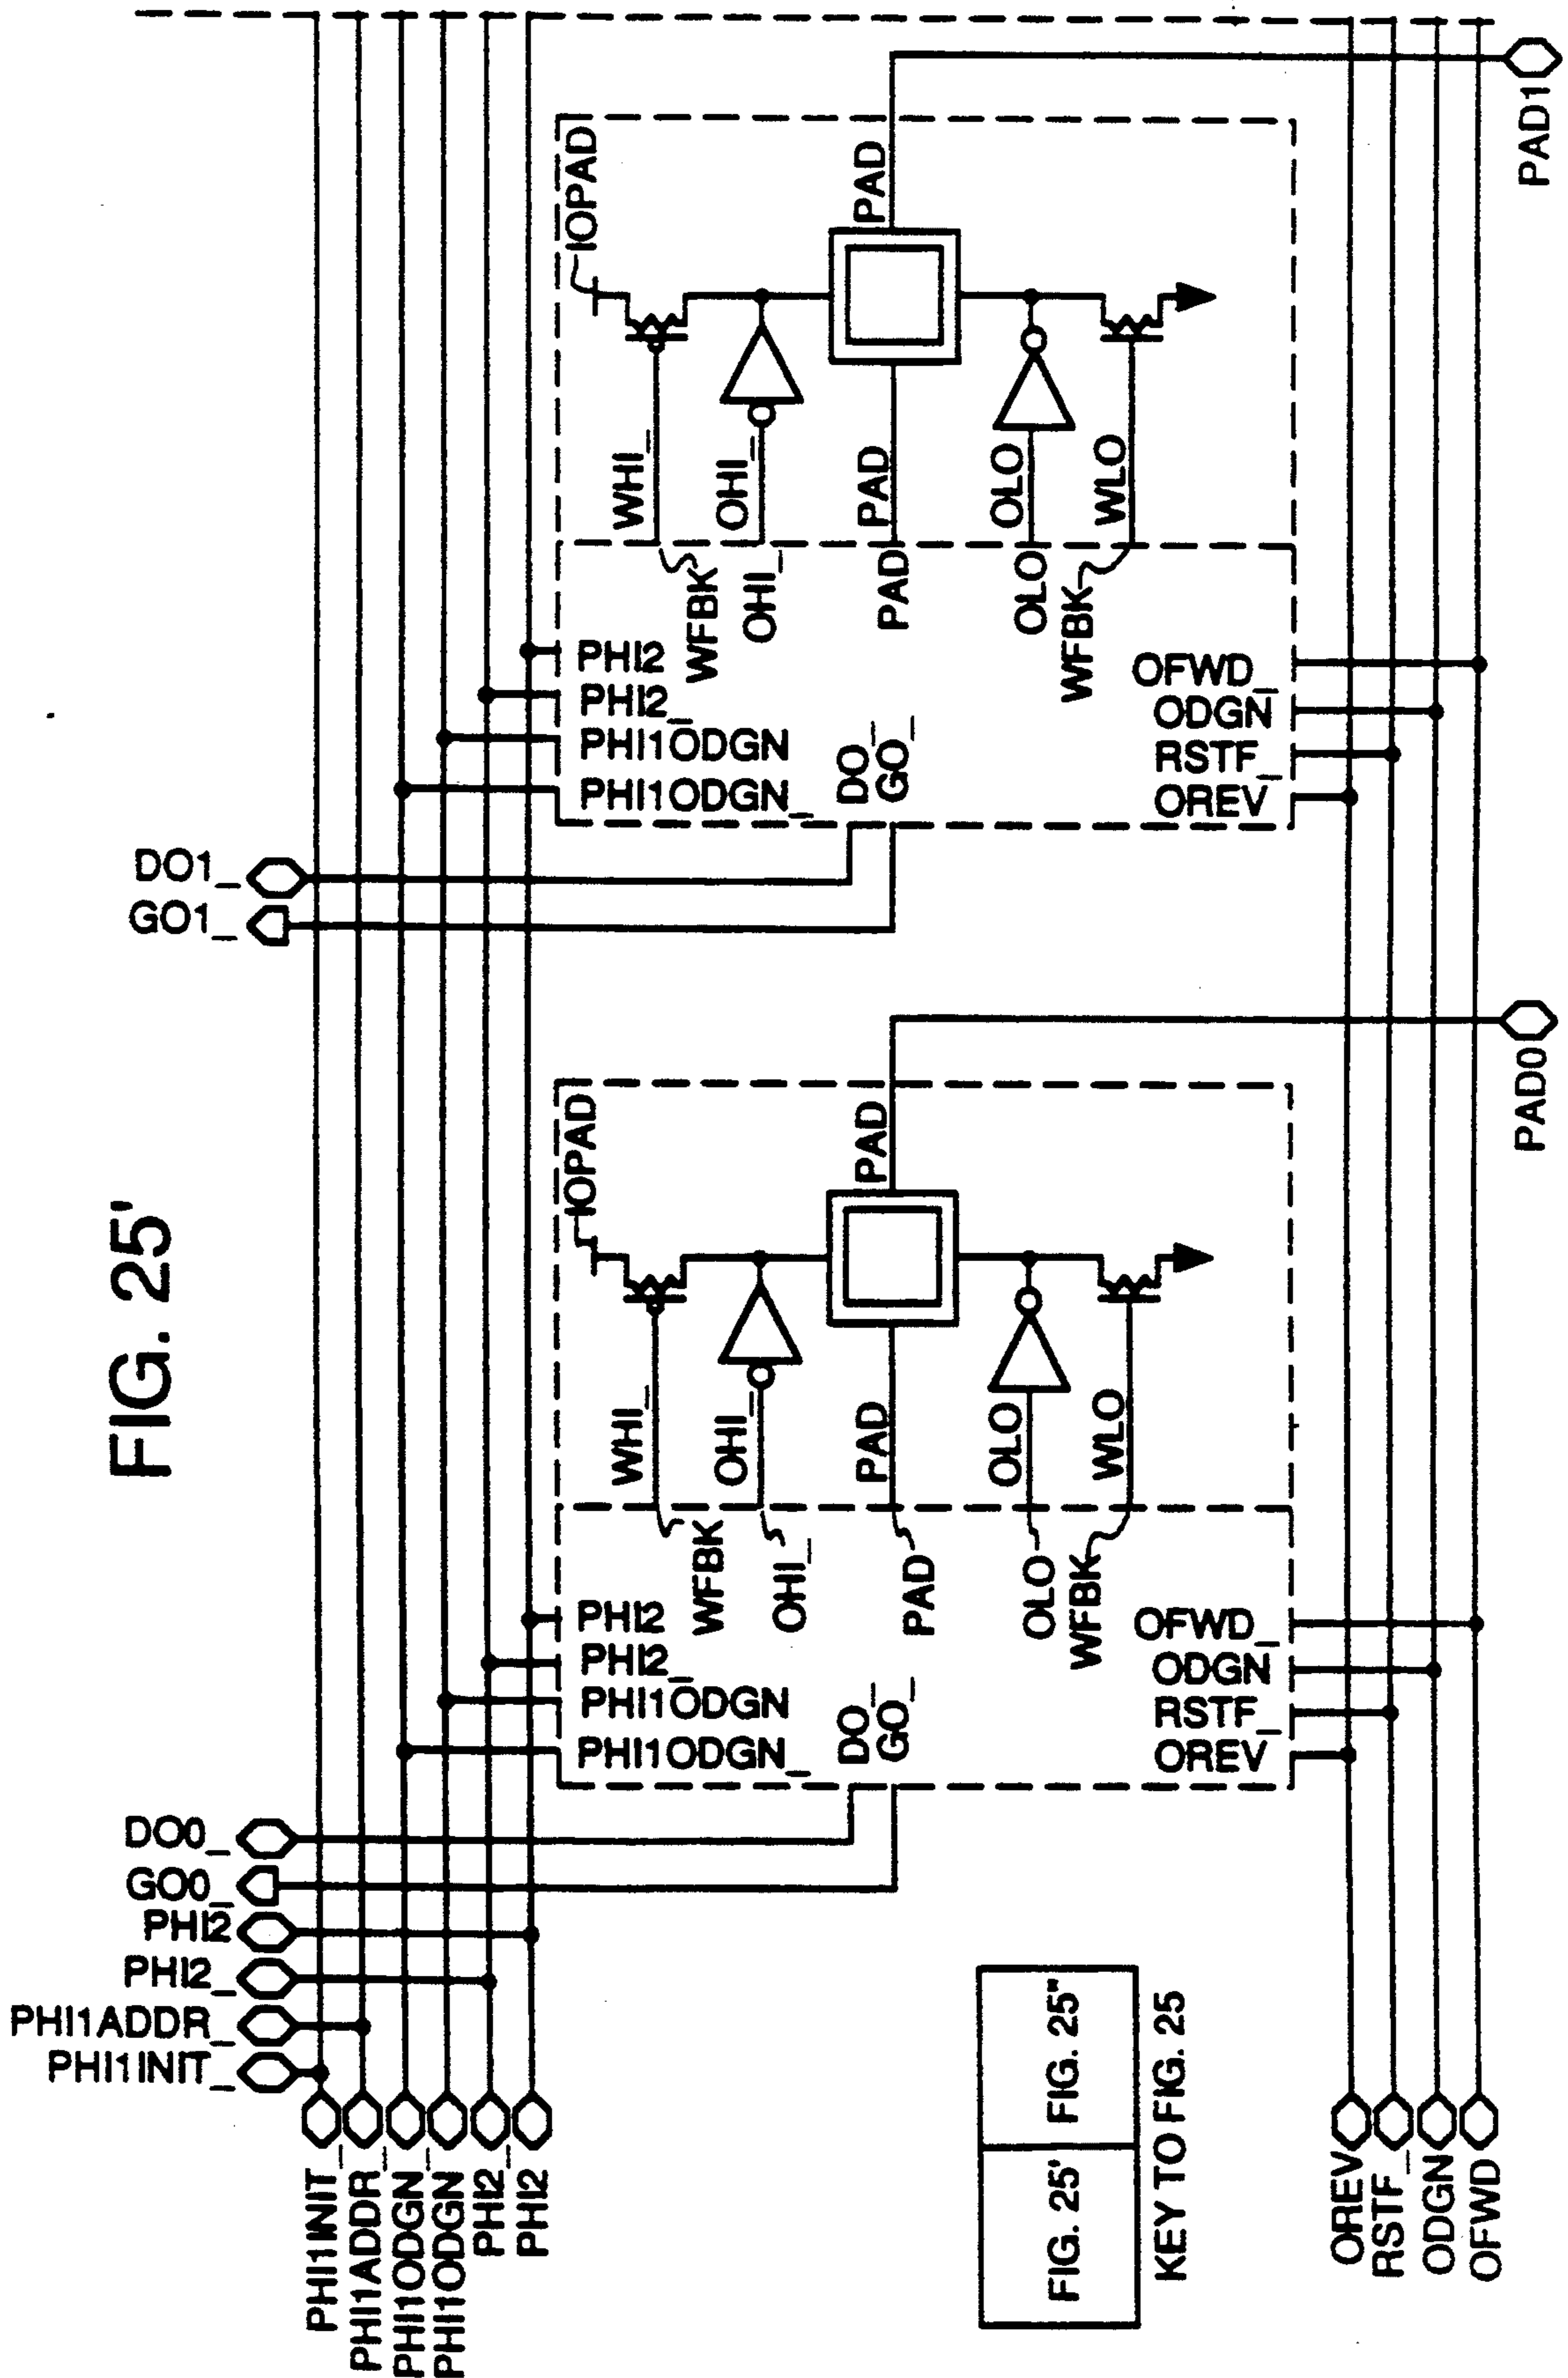 FIG. 25'
PHI1INIT_
PHI1ADDR_
PHI2_
PHI2
GO0_
DO0_
GO1_
DO1_
PHI1INIT_
PHI1ADDR_
PHI1ODGN_
PHI1ODGN
PHI2_
PHI2
PHI1ODGN_
PHI1ODGN
PHI2_
PHI2
DO_
GO_
WFBK
OHI_
PAD
OLO
WFBK
OREV
RSTF_
ODGN
OFWD_
WHI_
OHI_
PAD
OLO
WLO
IOPAD
PAD
PAD0
PHI1ODGN_
PHI1ODGN
PHI2_
PHI2
DO_
GO_
WFBK
OHI_
PAD
OLO
WFBK
OREV
RSTF_
ODGN
OFWD_
WHI_
OHI_
PAD
OLO
WLO
IOPAD
PAD
PAD1
OREV
RSTF_
ODGN
OFWD
FIG. 25' FIG. 25"
KEY TO FIG. 25